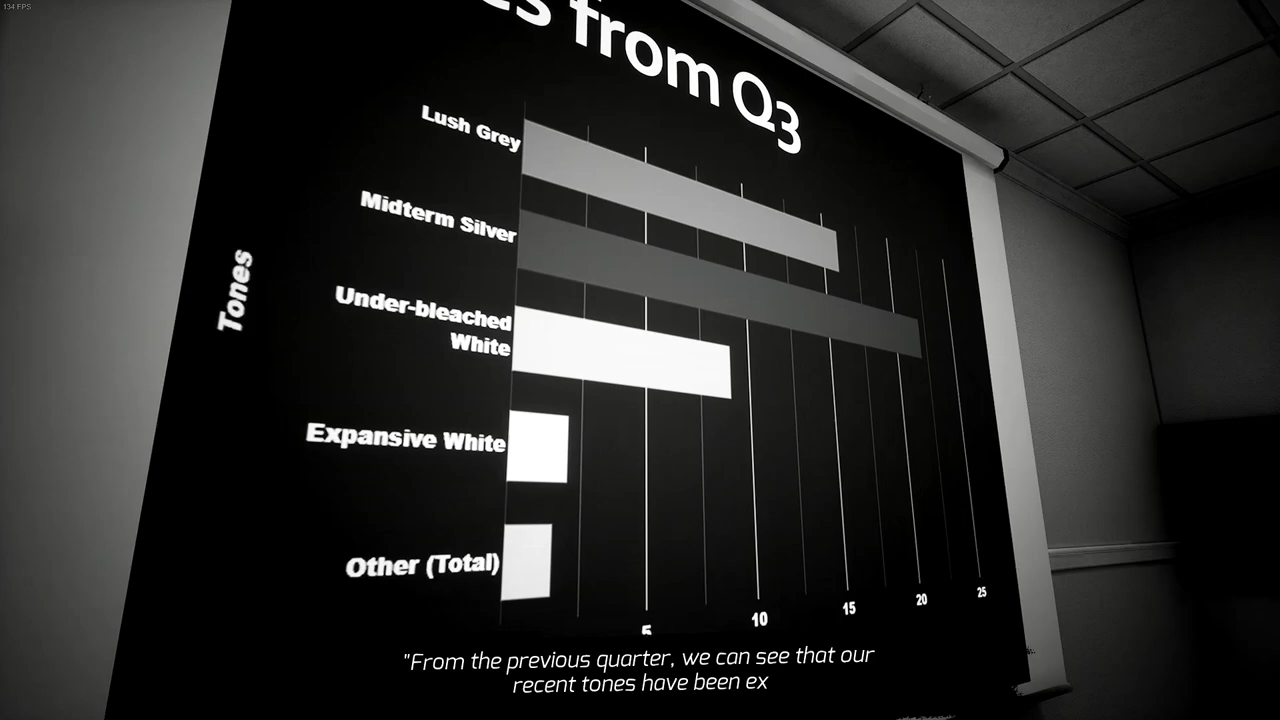 134 FPS
from Q3
Lush Grey
Midterm Silver
Under-bleached
White
Expansive White
Other (Total)
Tones
5
10
15
20
25
"From the previous quarter, we can see that our
recent tones have been ex